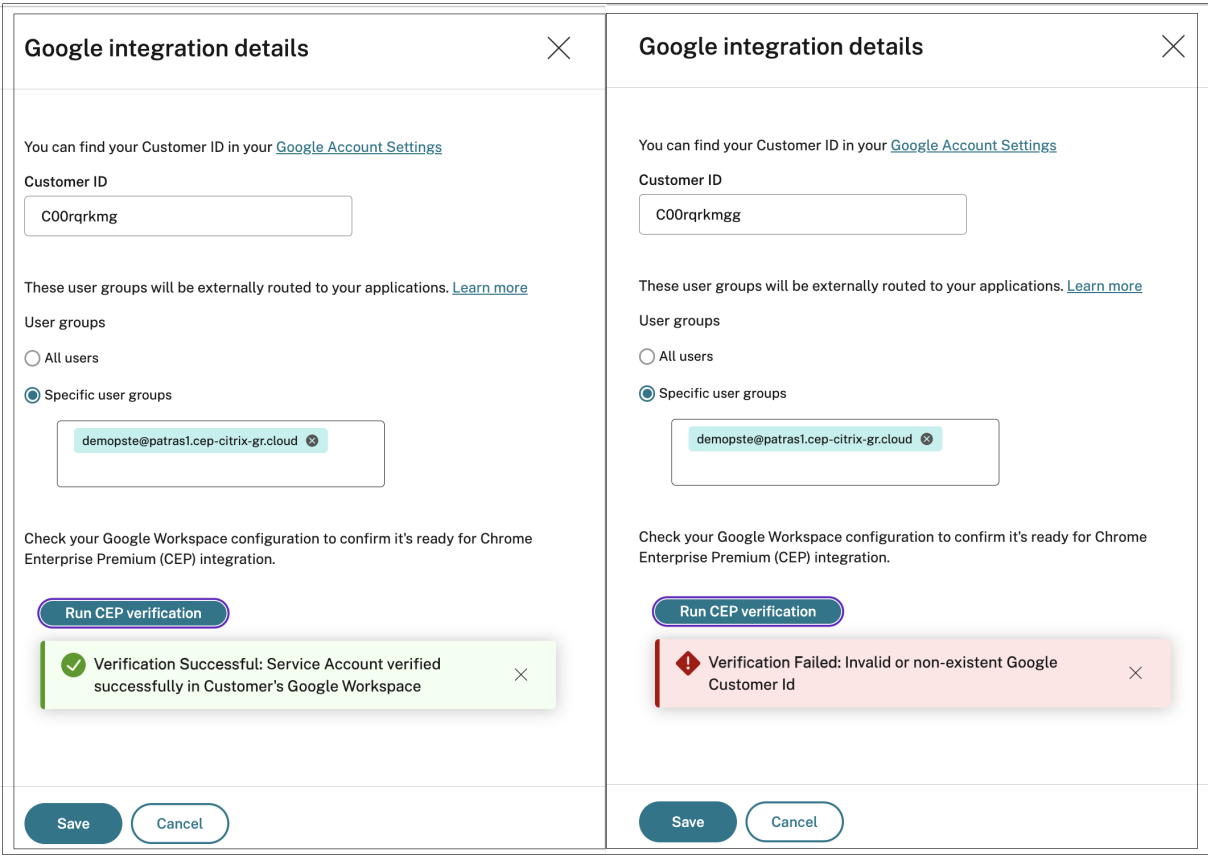 Google integration details
You can find your Customer ID in your Google Account Settings
Customer ID
C00rqrkmg
These user groups will be externally routed to your applications. Learn more
User groups
All users
Specific user groups
demopste@patras1.cep-citrix-gr.cloud
Check your Google Workspace configuration to confirm it's ready for Chrome
Enterprise Premium (CEP) integration.
Run CEP verification
Verification Successful: Service Account verified
successfully in Customer's Google Workspace
Save
Cancel
Google integration details
You can find your Customer ID in your Google Account Settings
Customer ID
C00rqrkmgg
These user groups will be externally routed to your applications. Learn more
User groups
All users
Specific user groups
demopste@patras1.cep-citrix-gr.cloud
Check your Google Workspace configuration to confirm it's ready for Chrome
Enterprise Premium (CEP) integration.
Run CEP verification
Verification Failed: Invalid or non-existent Google
Customer Id
Save
Cancel